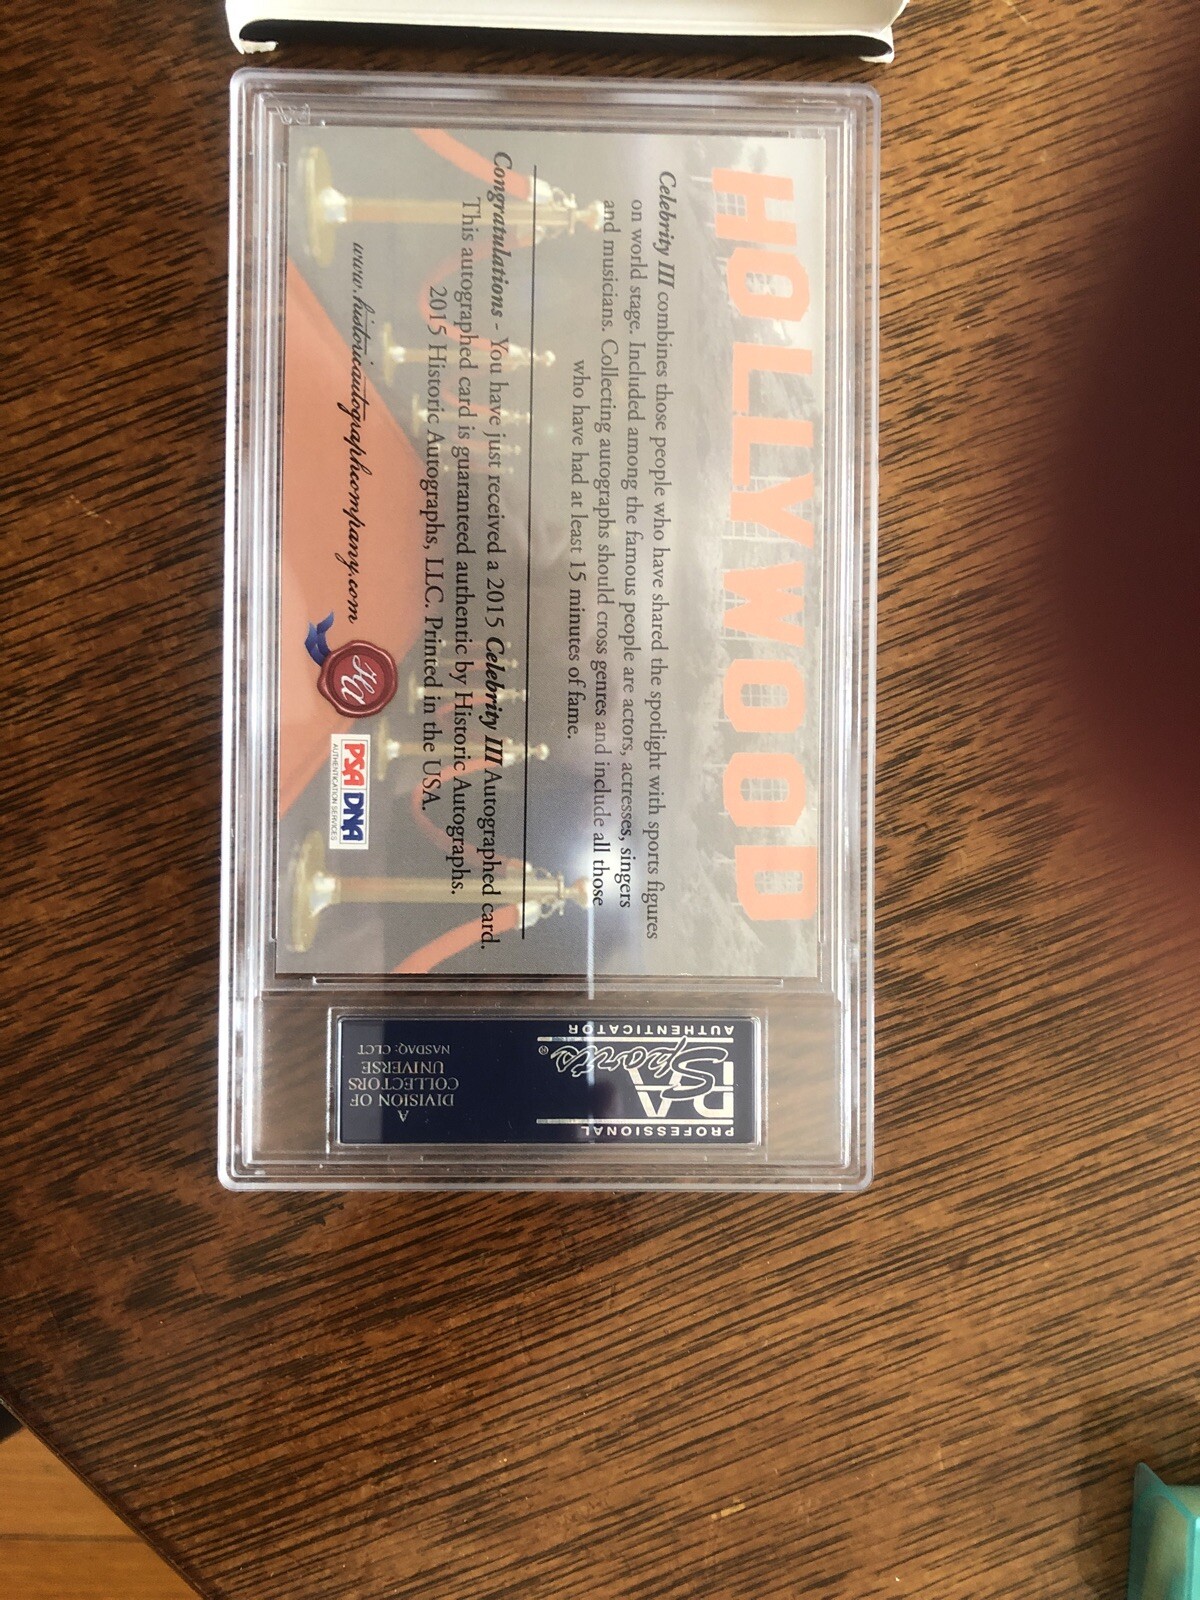 HOLLYWOOD
Celebrity III combines those people who have shared the spotlight with sports figures
on world stage. Included among the famous people are actors, actresses, singers
and musicians. Collecting autographs should cross genres and include all those
who have had at least 15 minutes of fame.
Congratulations - You have just received a 2015 Celebrity III Autographed card.
This autographed card is guaranteed authentic by Historic Autographs.
2015 Historic Autographs, LLC. Printed in the USA.
www.historicautographcompany.com
HA
PSA DNA
AUTHENTICATION SERVICES
PROFESSIONAL
PSA
Sports®
AUTHENTICATOR
A
DIVISION OF
COLLECTORS
UNIVERSE
NASDAQ: CLCT